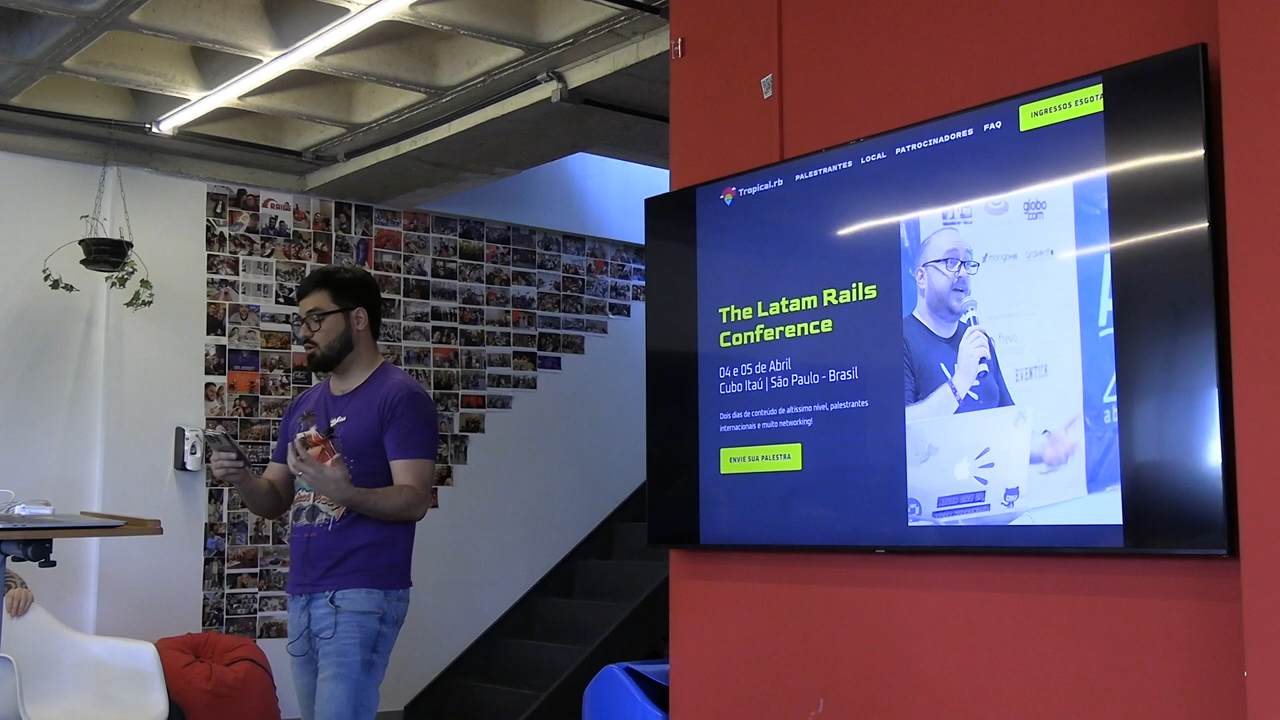 INGRESSOS ESGOTA
Tropical.rb
PALESTRANTES LOCAL PATROCINADORES FAQ
globo
.com
The Latam Rails
Conference
04 e 05 de Abril
Cubo Itaú | São Paulo - Brasil
Dois dias de conteúdo de altíssimo nível, palestrantes
internacionais e muito networking!
ENVIE SUA PALESTRA
EVENTICK